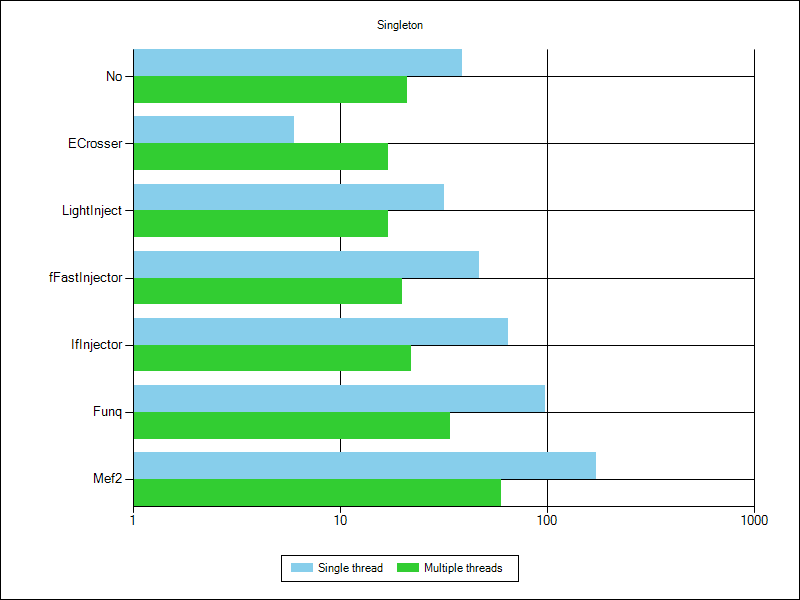 Singleton
No
ECrosser
LightInject
fFastInjector
IfInjector
Funq
Mef2
1 10 100 1000
Single thread Multiple threads